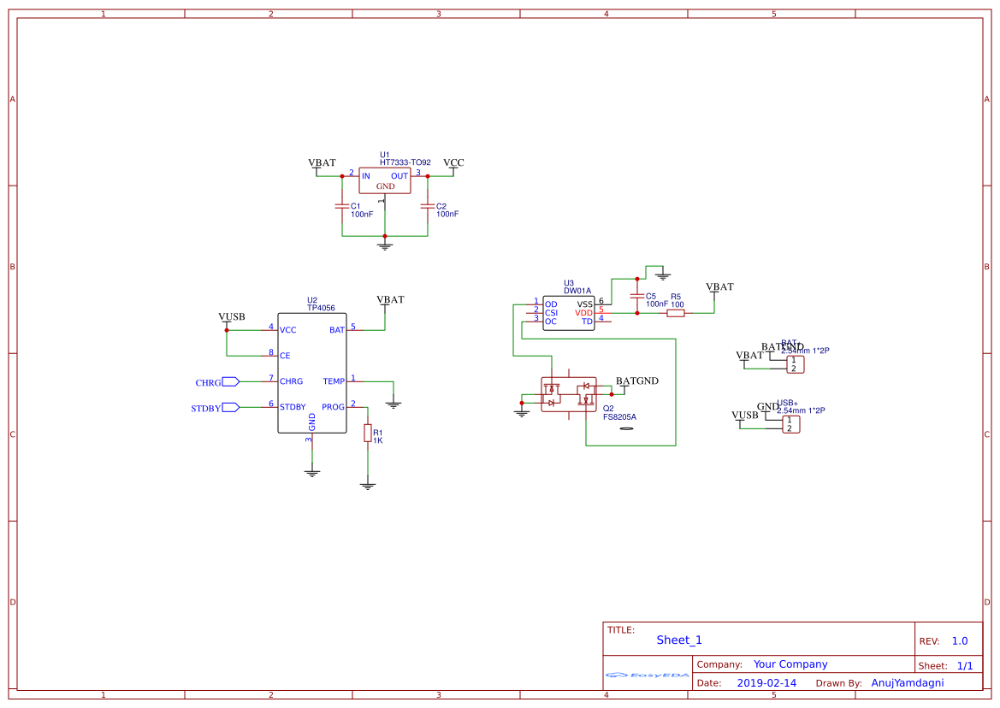 1 2 3 4 5
A A
U1
HT7333-TO92
VBAT VCC
2 IN OUT 3
GND
1
C1
100nF
C2
100nF
B B
U3
DW01A
1 OD VSS 6
2 CSI VDD 5
3 OC TD 4
C5
100nF
R5
100
VBAT
U2
TP4056
VUSB VBAT
4 VCC BAT 5
8 CE
CHRG 7 CHRG TEMP 1
STDBY 6 STDBY PROG 2
GND
3
R1
1K
BATGND
Q2
FS8205A
BAT+
BATGND
2.54mm 1*2P
VBAT
1
2
USB+
GND
2.54mm 1*2P
VUSB
1
2
C C
D D
TITLE:
Sheet_1
REV: 1.0
EasyEDA
Company: Your Company
Sheet: 1/1
Date: 2019-02-14 Drawn By: AnujYamdagni
1 2 3 4 5